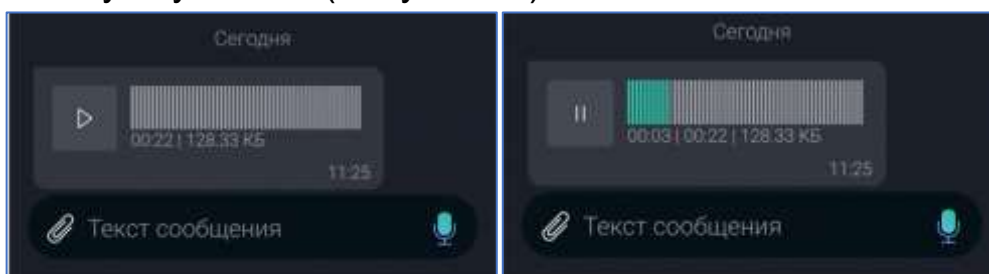 Сегодня
00:22 | 128.33 КБ
11:25
Текст сообщения
Сегодня
00:03 | 00:22 | 128.33 КБ
11:25
Текст сообщения